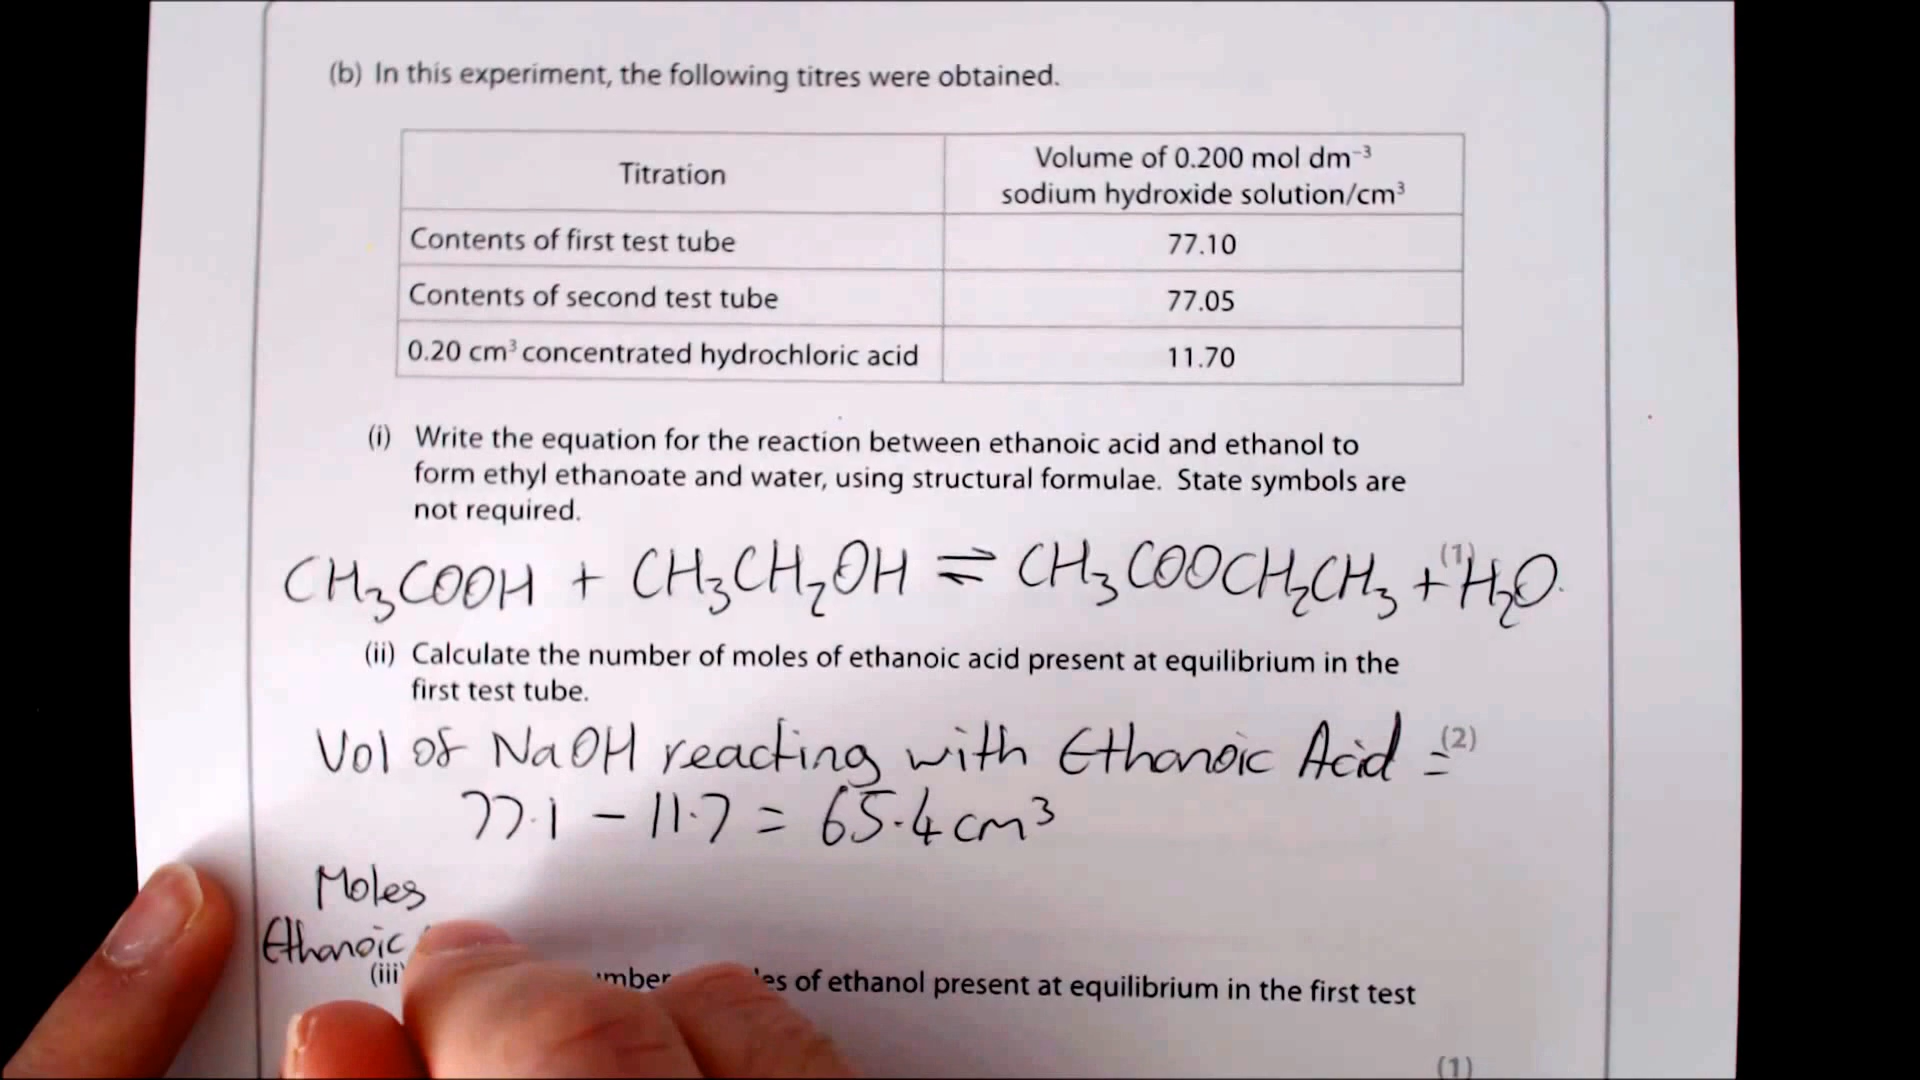 (b) In this experiment, the following titres were obtained.
Titration
Volume of 0.200 mol dm⁻³
sodium hydroxide solution/cm³
Contents of first test tube 77.10
Contents of second test tube 77.05
0.20 cm³ concentrated hydrochloric acid 11.70
(i) Write the equation for the reaction between ethanoic acid and ethanol to
form ethyl ethanoate and water, using structural formulae. State symbols are
not required.
(1)
CH₃COOH + CH₃CH₂OH ⇌ CH₃COOCH₂CH₃ + H₂O.
(ii) Calculate the number of moles of ethanoic acid present at equilibrium in the
first test tube.
(2)
Vol of NaOH reacting with Ethanoic Acid =
77.1 – 11.7 = 65.4 cm³
Moles
Ethanoic
(iii) of ethanol present at equilibrium in the first test
(1)